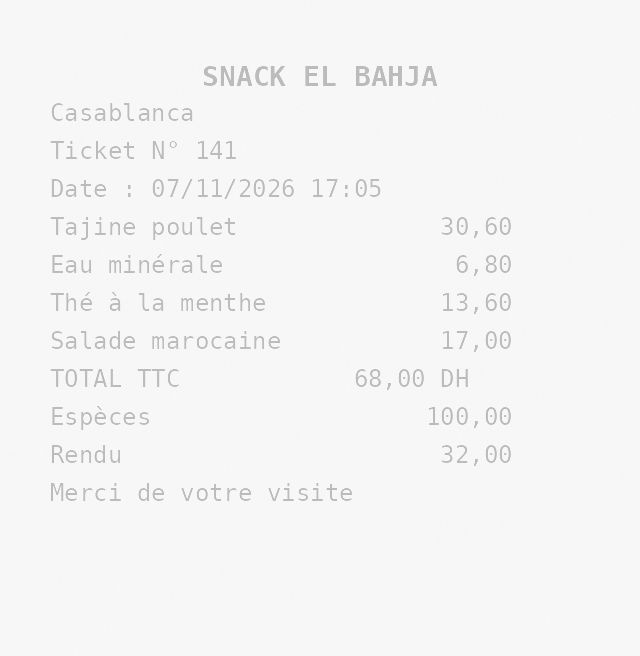 SNACK EL BAHJA
Casablanca
Ticket N° 141
Date : 07/11/2026 17:05
Tajine poulet 30,60
Eau minérale 6,80
Thé à la menthe 13,60
Salade marocaine 17,00
TOTAL TTC 68,00 DH
Espèces 100,00
Rendu 32,00
Merci de votre visite